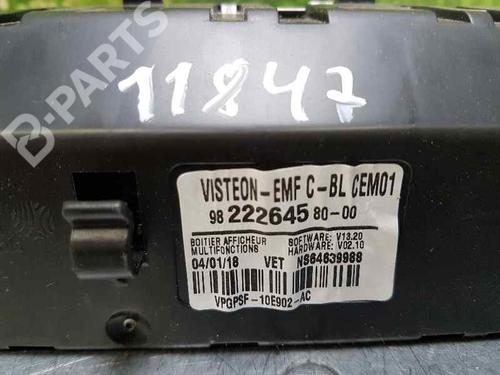 B-PARTS
11847
VISTEON-EMF C-BL CEM01
98 222645 80-00
BOITIER AFFICHEUR
MULTIFONCTIONS
SOFTWARE: V13.20
HARDWARE: V02.10
04/01/18 VET NS64639988
VPGPSF-10E902-AC